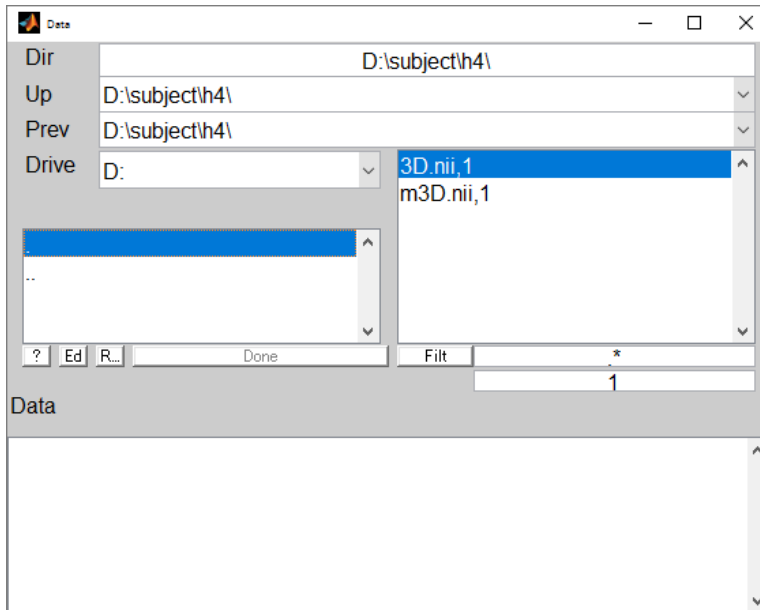 Data
Dir D:\subject\h4\
Up D:\subject\h4\
Prev D:\subject\h4\
Drive D:
3D.nii,1
m3D.nii,1
.
..
? Ed R... Done Filt .*
1
Data